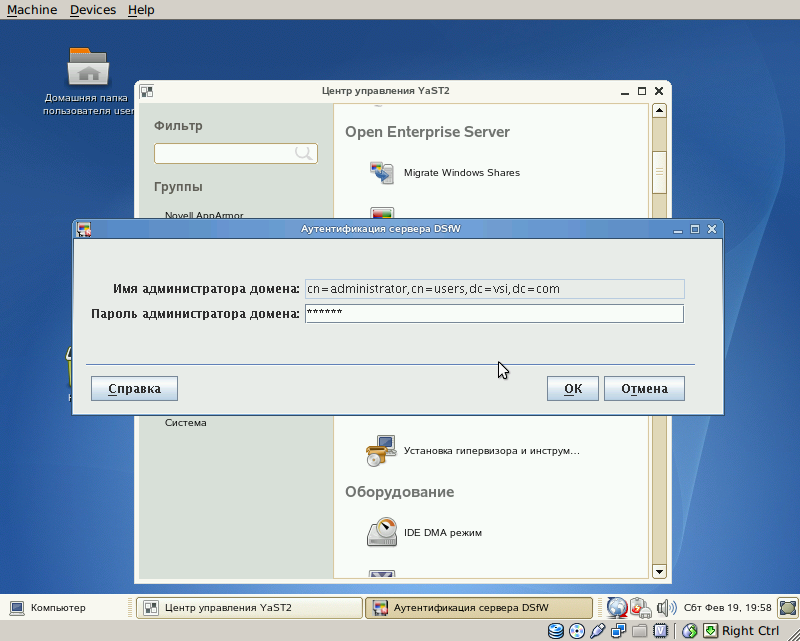 Machine Devices Help
Домашняя папка
пользователя user
Центр управления YaST2
Фильтр
Группы
Novell AppArmor
Open Enterprise Server
Migrate Windows Shares
Аутентификация сервера DSfW
Имя администратора домена: cn=administrator,cn=users,dc=vsi,dc=com
Пароль администратора домена: ******
Справка OK Отмена
Система
Установка гипервизора и инструм...
Оборудование
IDE DMA режим
Компьютер Центр управления YaST2 Аутентификация сервера DSfW Сбт Фев 19, 19:58
Right Ctrl